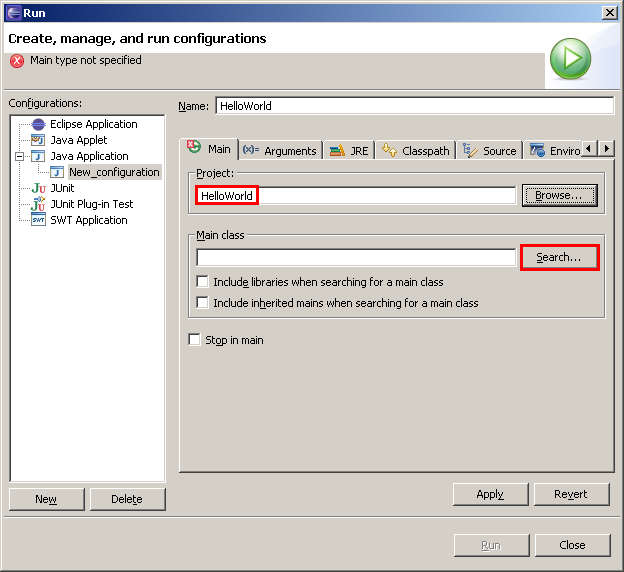 Run
Create, manage, and run configurations
Main type not specified
Configurations:
Eclipse Application
Java Applet
Java Application
New_configuration
JUnit
JUnit Plug-in Test
SWT Application
New
Delete
Name: HelloWorld
Main (x)= Arguments JRE Classpath Source Enviro
Project:
HelloWorld Browse...
Main class
Search...
Include libraries when searching for a main class
Include inherited mains when searching for a main class
Stop in main
Apply Revert
Run Close